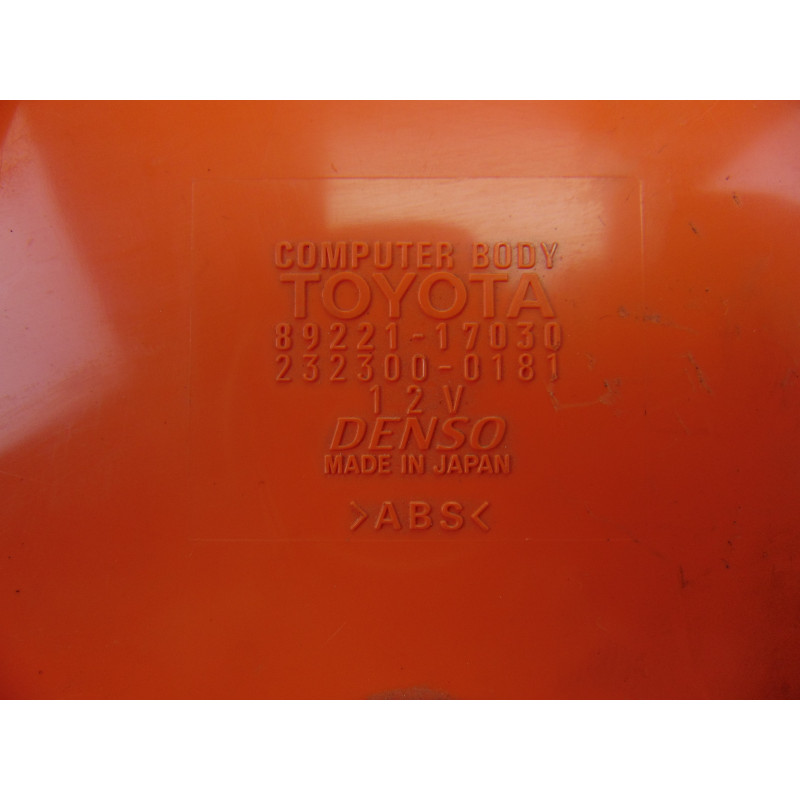 COMPUTER BODY
TOYOTA
89221-17030
232300-0181
12V
DENSO
MADE IN JAPAN
>ABS<